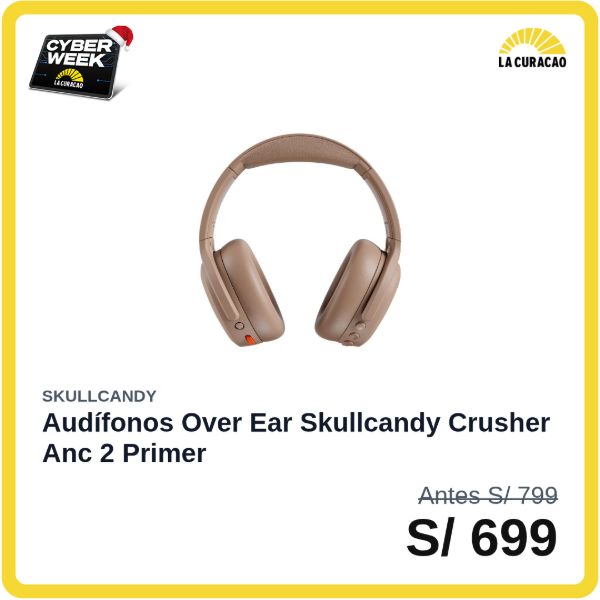 CYBER
WEEK
LA CURACAO
LA CURACAO
SKULLCANDY
Audífonos Over Ear Skullcandy Crusher
Anc 2 Primer
Antes S/ 799
S/ 699